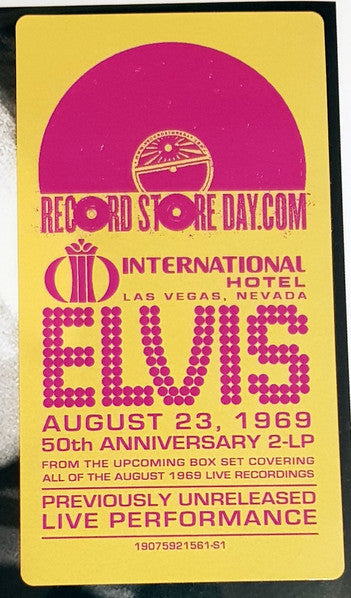 RECORD STORE DAY.COM
INTERNATIONAL
HOTEL
LAS VEGAS, NEVADA
ELVIS
AUGUST 23, 1969
50th ANNIVERSARY 2-LP
FROM THE UPCOMING BOX SET COVERING
ALL OF THE AUGUST 1969 LIVE RECORDINGS
PREVIOUSLY UNRELEASED
LIVE PERFORMANCE
19075921561-S1